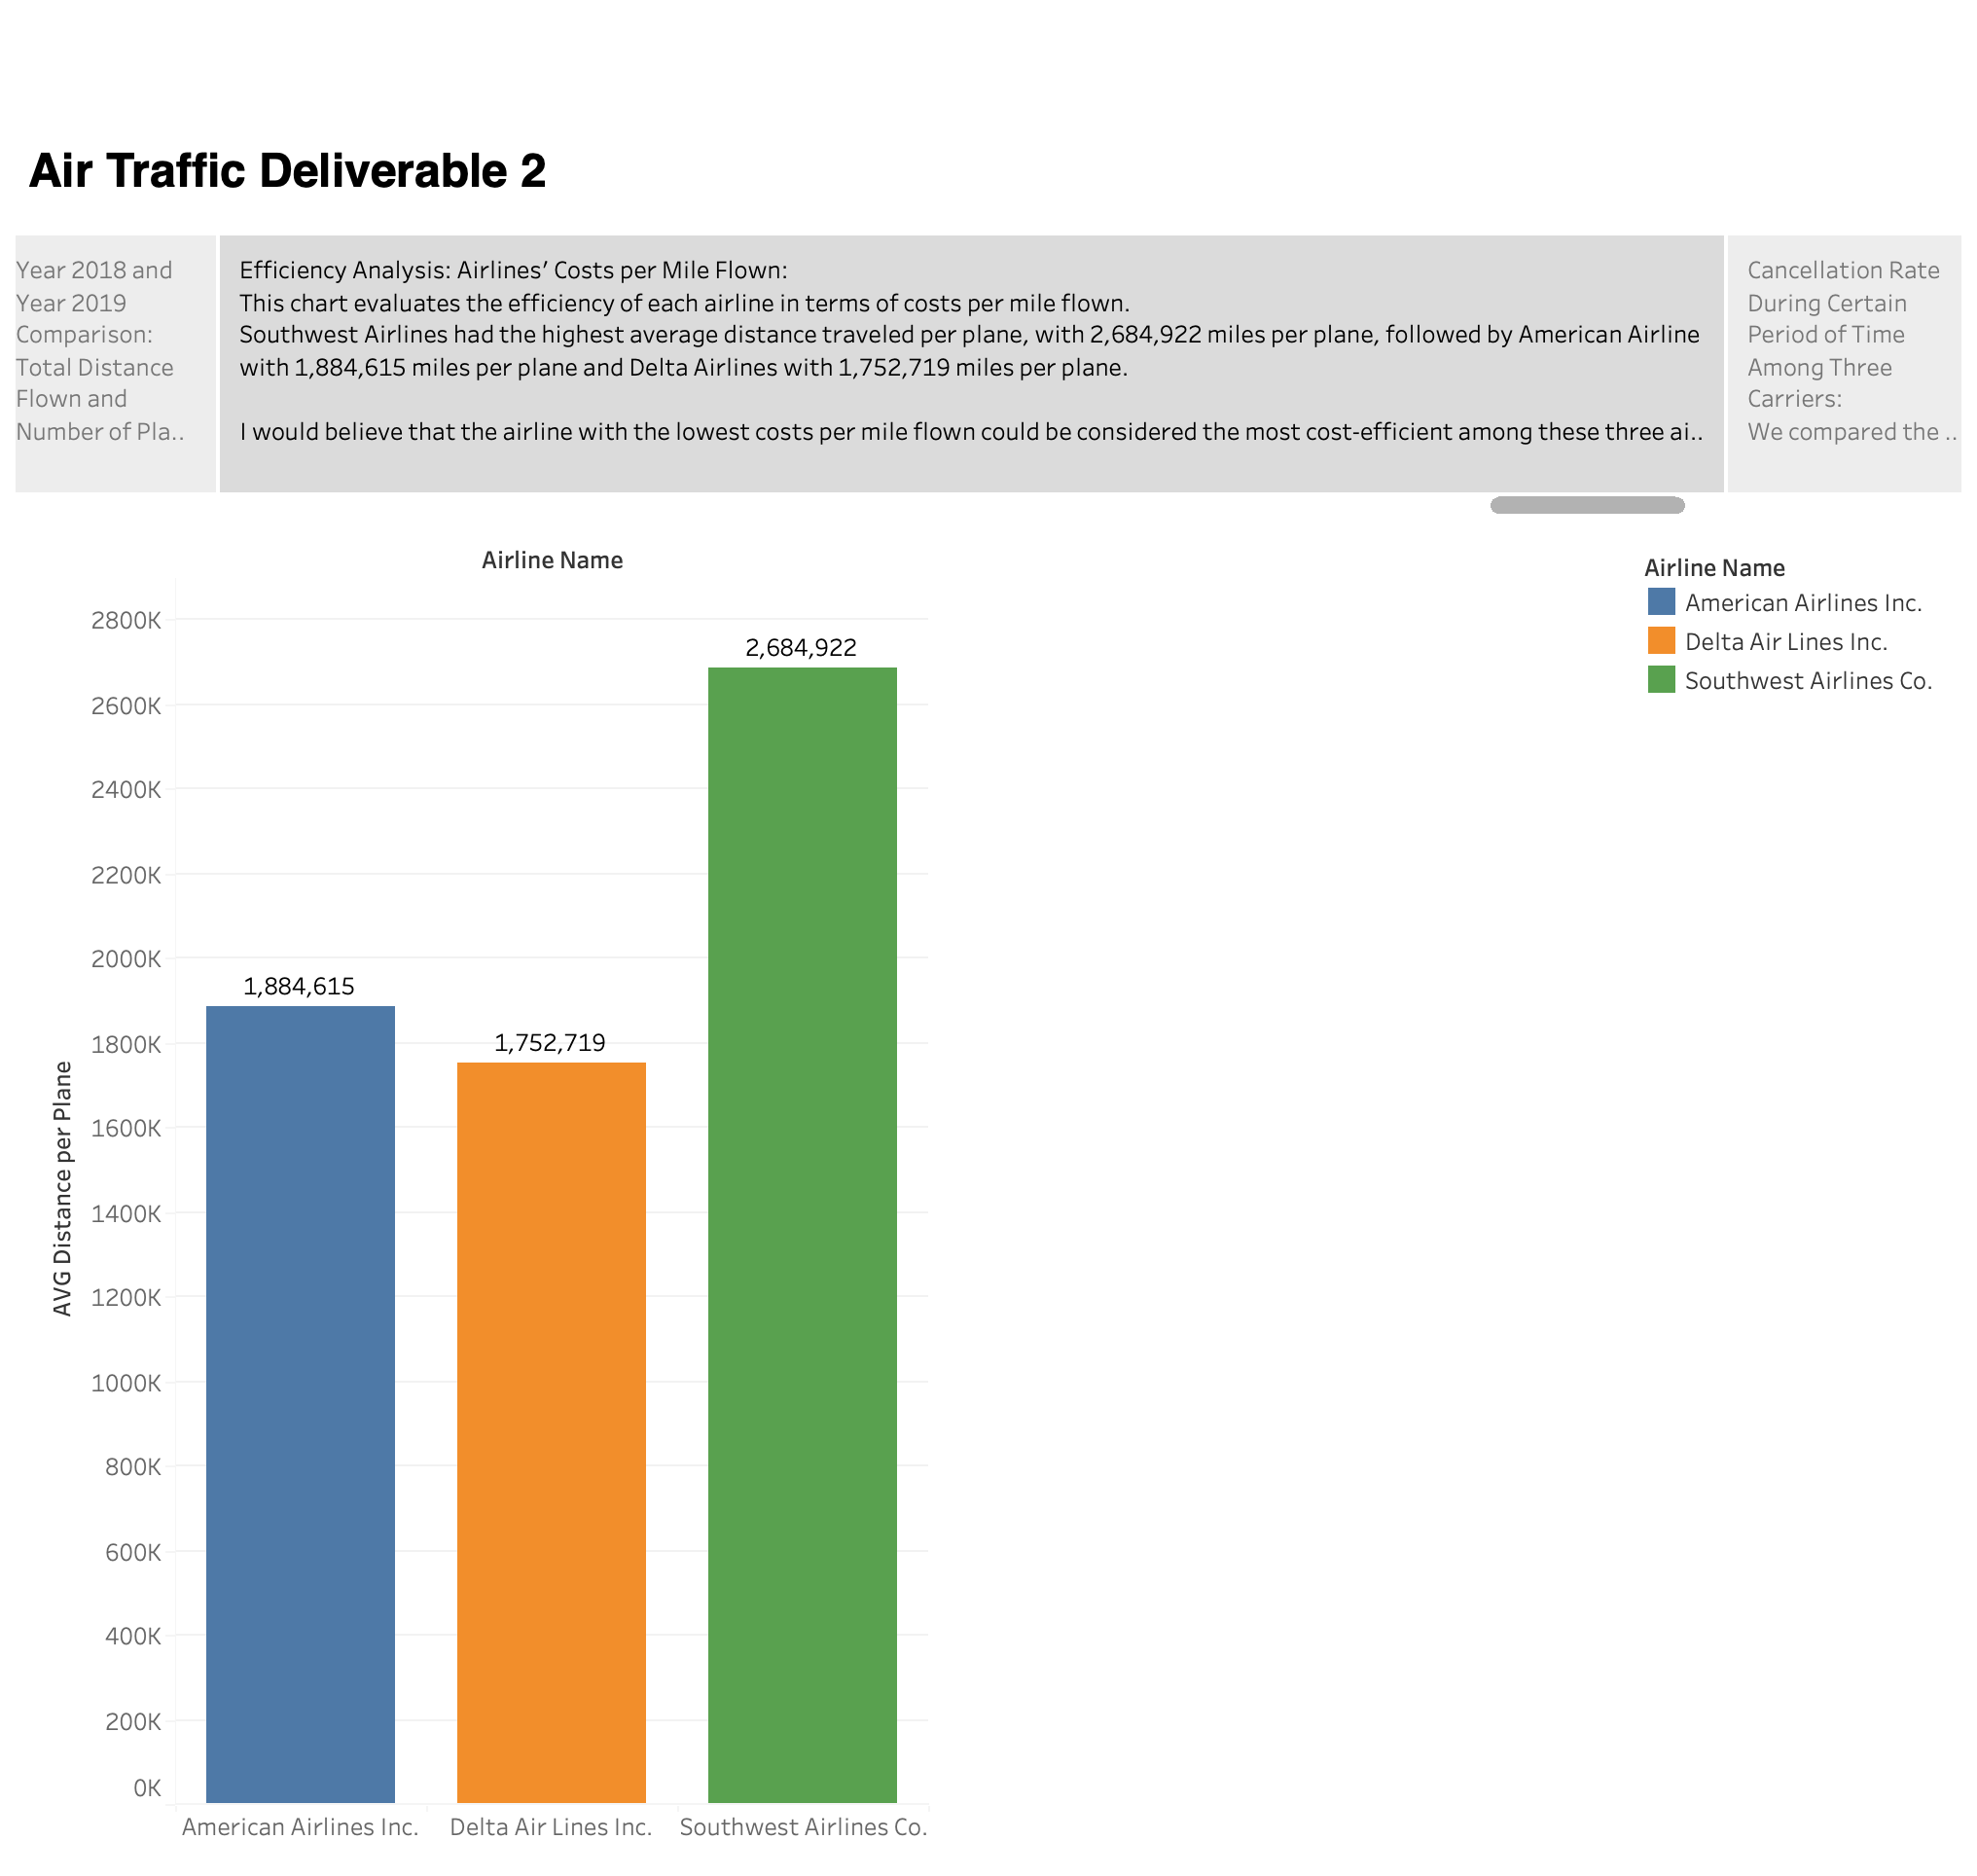 Air Traffic Deliverable 2
Year 2018 and
Year 2019
Comparison:
Total Distance
Flown and
Number of Pla..
Efficiency Analysis: Airlines’ Costs per Mile Flown:
This chart evaluates the efficiency of each airline in terms of costs per mile flown.
Southwest Airlines had the highest average distance traveled per plane, with 2,684,922 miles per plane, followed by American Airline
with 1,884,615 miles per plane and Delta Airlines with 1,752,719 miles per plane.
I would believe that the airline with the lowest costs per mile flown could be considered the most cost-efficient among these three ai..
Cancellation Rate
During Certain
Period of Time
Among Three
Carriers:
We compared the ..
Airline Name
2800K
2600K
2400K
2200K
2000K
1800K
1600K
1400K
1200K
1000K
800K
600K
400K
200K
0K
AVG Distance per Plane
1,884,615
1,752,719
2,684,922
American Airlines Inc.
Delta Air Lines Inc.
Southwest Airlines Co.
Airline Name
American Airlines Inc.
Delta Air Lines Inc.
Southwest Airlines Co.